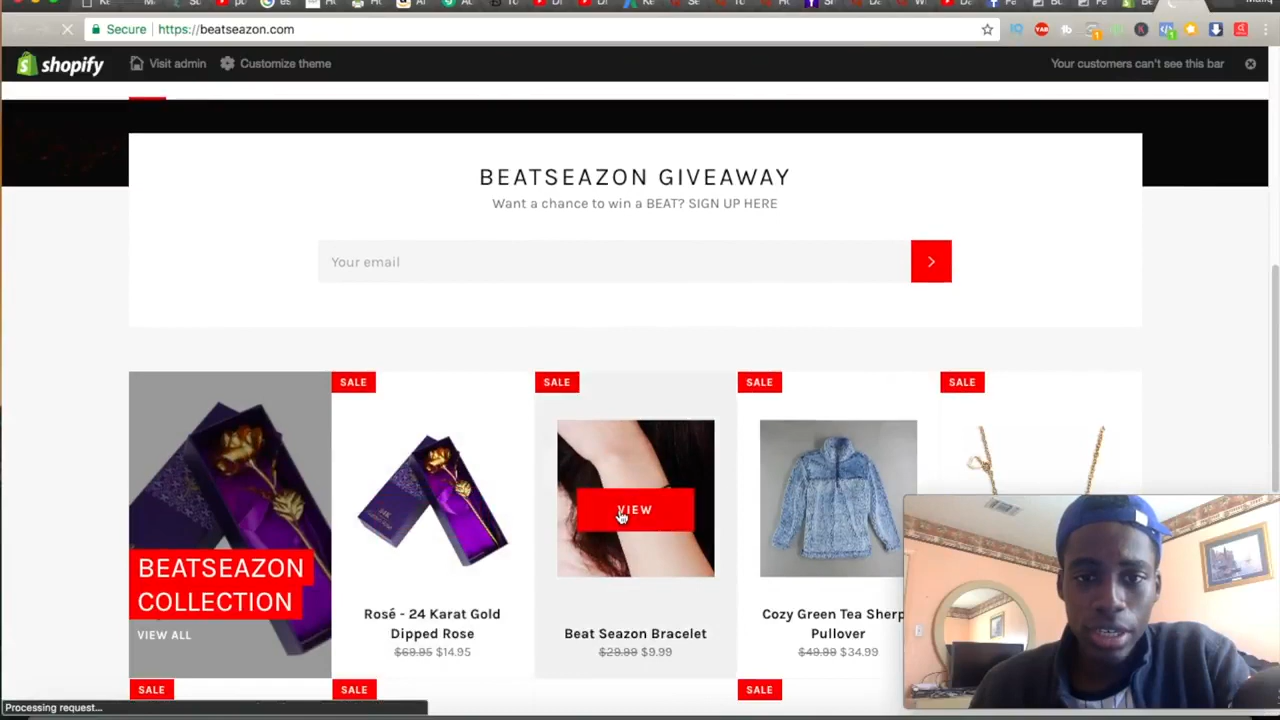 Secure
https://beatseazon.com
shopify
Visit admin
Customize theme
Your customers can't see this bar
BEATSEAZON GIVEAWAY
Want a chance to win a BEAT? SIGN UP HERE
Your email
SALE
SALE
SALE
SALE
VIEW
BEATSEAZON
COLLECTION
VIEW ALL
Rosé - 24 Karat Gold
Dipped Rose
$69.95 $14.95
Beat Seazon Bracelet
$29.99 $9.99
Cozy Green Tea Sherp
Pullover
$49.99 $34.99
SALE
SALE
SALE
Processing request...